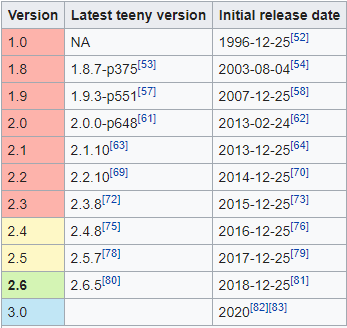 Version Latest teeny version Initial release date
1.0 NA 1996-12-25[52]
1.8 1.8.7-p375[53] 2003-08-04[54]
1.9 1.9.3-p551[57] 2007-12-25[58]
2.0 2.0.0-p648[61] 2013-02-24[62]
2.1 2.1.10[63] 2013-12-25[64]
2.2 2.2.10[69] 2014-12-25[70]
2.3 2.3.8[72] 2015-12-25[73]
2.4 2.4.8[75] 2016-12-25[76]
2.5 2.5.7[78] 2017-12-25[79]
2.6 2.6.5[80] 2018-12-25[81]
3.0 2020[82][83]